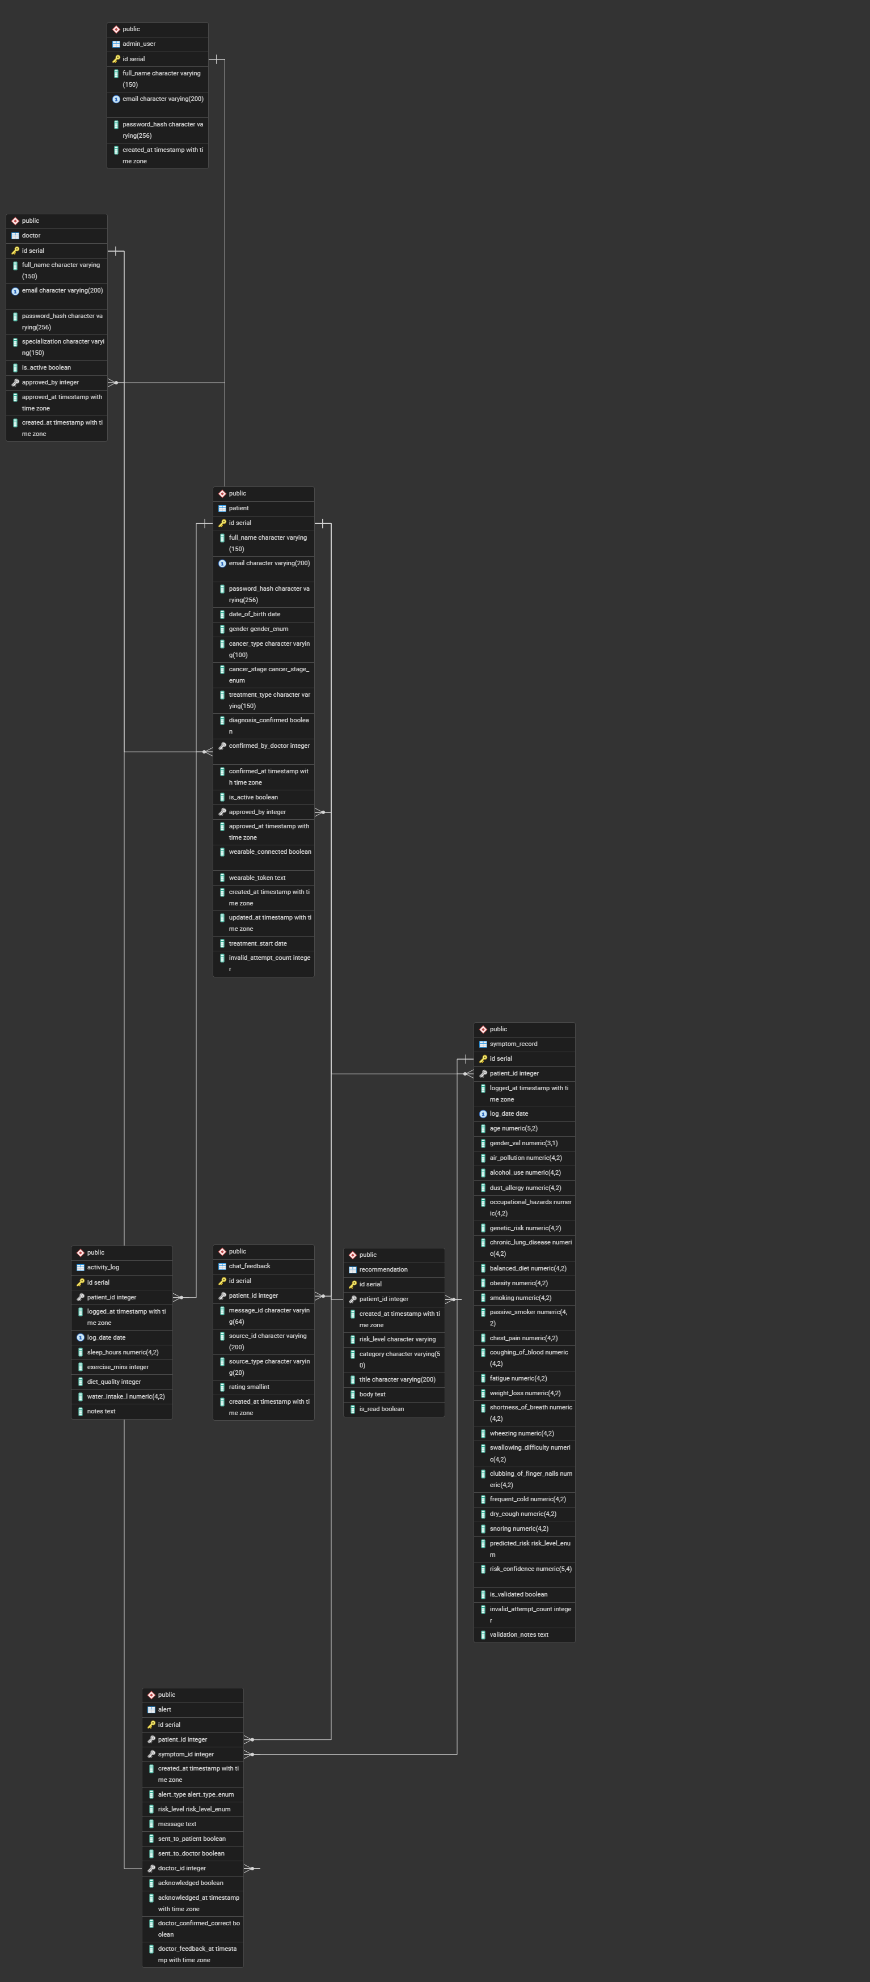 public
admin_user
id serial
full_name character varying
(150)
email character varying(200)
password_hash character va
rying(256)
created_at timestamp with ti
me zone
public
doctor
id serial
full_name character varying
(150)
email character varying(200)
password_hash character va
rying(256)
specialization character varyi
ng(150)
is_active boolean
approved_by integer
approved_at timestamp with
time zone
created_at timestamp with ti
me zone
public
patient
id serial
full_name character varying
(150)
email character varying(200)
password_hash character va
rying(256)
date_of_birth date
gender gender_enum
cancer_type character varyin
g(100)
cancer_stage cancer_stage_
enum
treatment_type character var
ying(150)
diagnosis_confirmed boolea
n
confirmed_by_doctor integer
confirmed_at timestamp wit
h time zone
is_active boolean
approved_by integer
approved_at timestamp with
time zone
wearable_connected boolean
wearable_token text
created_at timestamp with ti
me zone
updated_at timestamp with ti
me zone
treatment_start date
invalid_attempt_count intege
r
public
symptom_record
id serial
patient_id integer
logged_at timestamp with ti
me zone
log_date date
age numeric(5,2)
gender_val numeric(3,1)
air_pollution numeric(4,2)
alcohol_use numeric(4,2)
dust_allergy numeric(4,2)
occupational_hazards numer
ic(4,2)
genetic_risk numeric(4,2)
chronic_lung_disease numeri
c(4,2)
balanced_diet numeric(4,2)
obesity numeric(4,2)
smoking numeric(4,2)
passive_smoker numeric(4,
2)
chest_pain numeric(4,2)
coughing_of_blood numeric
(4,2)
fatigue numeric(4,2)
weight_loss numeric(4,2)
shortness_of_breath numeric
(4,2)
wheezing numeric(4,2)
swallowing_difficulty numeri
c(4,2)
clubbing_of_finger_nails num
eric(4,2)
frequent_cold numeric(4,2)
dry_cough numeric(4,2)
snoring numeric(4,2)
predicted_risk risk_level_enu
m
risk_confidence numeric(5,4)
is_validated boolean
invalid_attempt_count intege
r
validation_notes text
public
activity_log
id serial
patient_id integer
logged_at timestamp with ti
me zone
log_date date
sleep_hours numeric(4,2)
exercise_mins integer
diet_quality integer
water_intake_l numeric(4,2)
notes text
public
chat_feedback
id serial
patient_id integer
message_id character varyin
g(64)
source_id character varying
(200)
source_type character varyin
g(20)
rating smallint
created_at timestamp with ti
me zone
public
recommendation
id serial
patient_id integer
created_at timestamp with ti
me zone
risk_level character varying
category character varying(5
0)
title character varying(200)
body text
is_read boolean
public
alert
id serial
patient_id integer
symptom_id integer
created_at timestamp with ti
me zone
alert_type alert_type_enum
risk_level risk_level_enum
message text
sent_to_patient boolean
sent_to_doctor boolean
doctor_id integer
acknowledged boolean
acknowledged_at timestamp
with time zone
doctor_confirmed_correct bo
olean
doctor_feedback_at timesta
mp with time zone